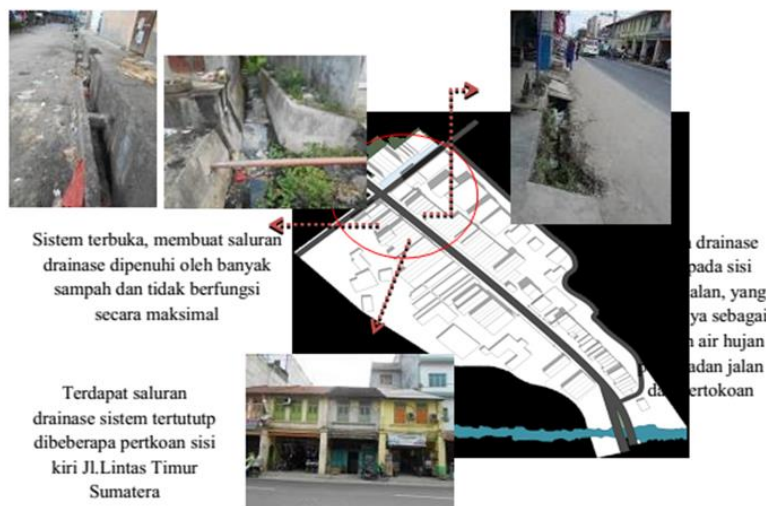 Sistem terbuka, membuat saluran
drainase dipenuhi oleh banyak
sampah dan tidak berfungsi
secara maksimal
drainase
pada sisi
alan, yang
ya sebagai
air hujan
adan jalan
ertokoan
Terdapat saluran
drainase sistem tertututp
dibeberapa pertkoan sisi
kiri Jl.Lintas Timur
Sumatera